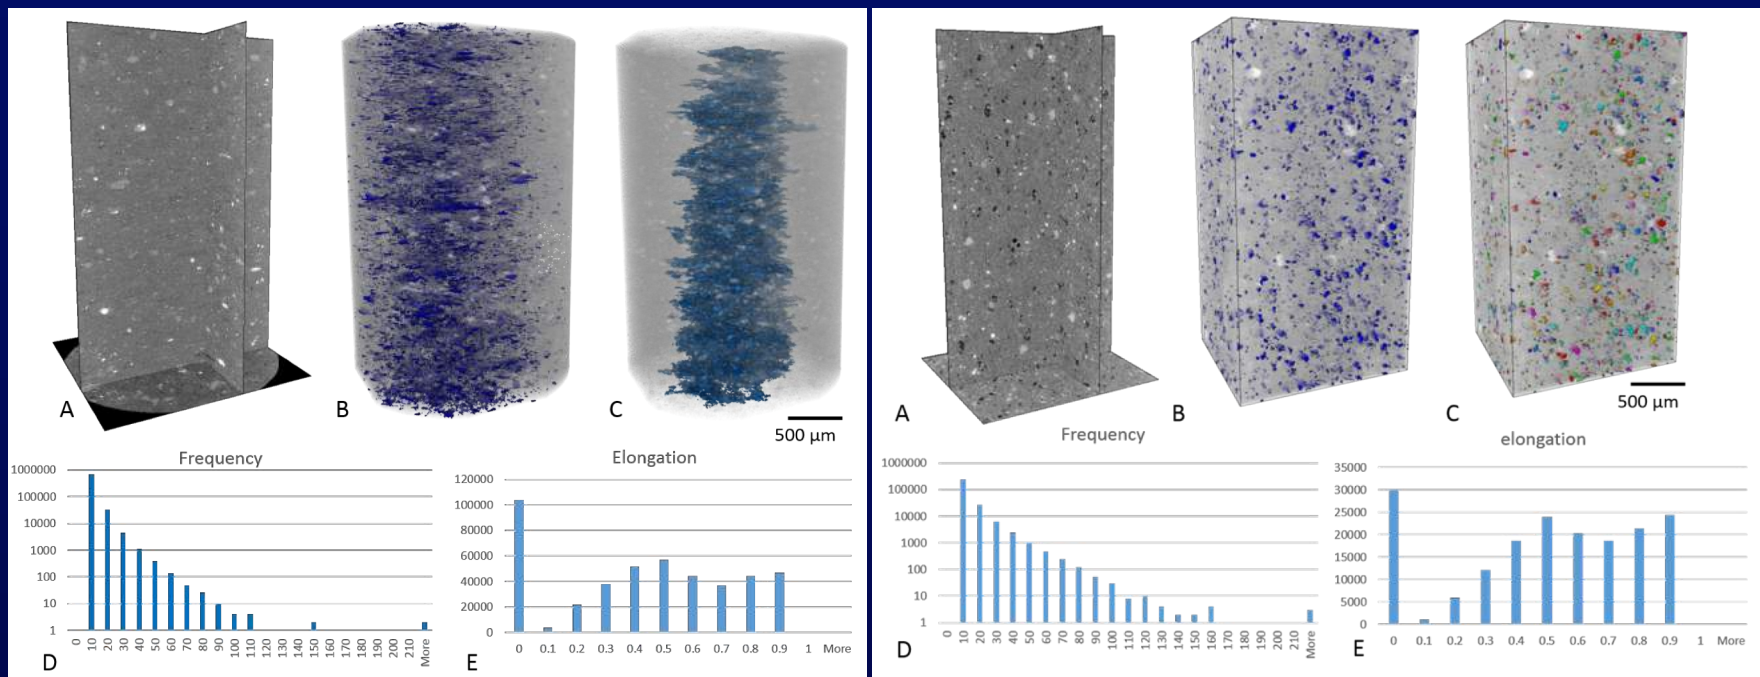 A
B
C
500 µm
Frequency
1000000
100000
10000
1000
100
10
1
0 10 20 30 40 50 60 70 80 90 100 110 120 130 140 150 160 170 180 190 200 210 More
D
Elongation
120000
100000
80000
60000
40000
20000
0
0 0.1 0.2 0.3 0.4 0.5 0.6 0.7 0.8 0.9 1 More
E
A
B
C
500 µm
Frequency
1000000
100000
10000
1000
100
10
1
0 10 20 30 40 50 60 70 80 90 100 110 120 130 140 150 160 170 180 190 200 210 More
D
elongation
35000
30000
25000
20000
15000
10000
5000
0
0 0.1 0.2 0.3 0.4 0.5 0.6 0.7 0.8 0.9 1 More
E